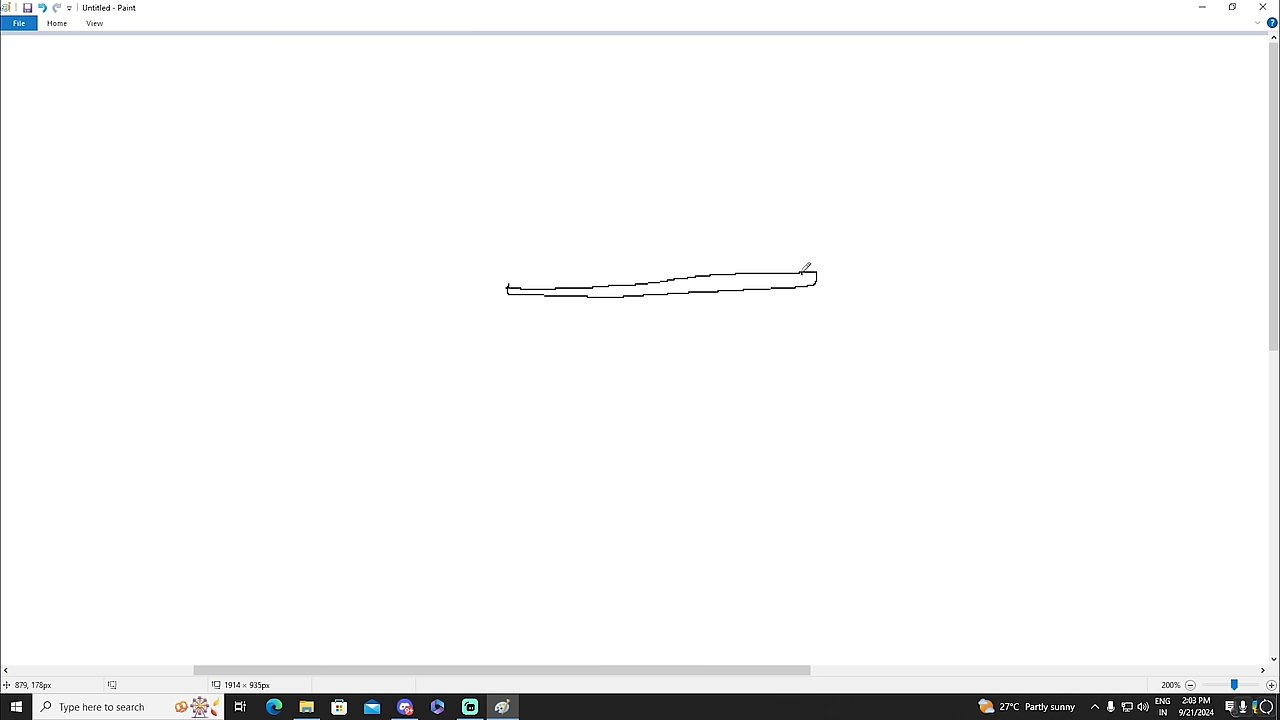 Untitled - Paint
File Home View
879, 178px
1914 × 935px
200%
Type here to search
27°C Partly sunny
ENG
IN
2:03 PM
9/21/2024